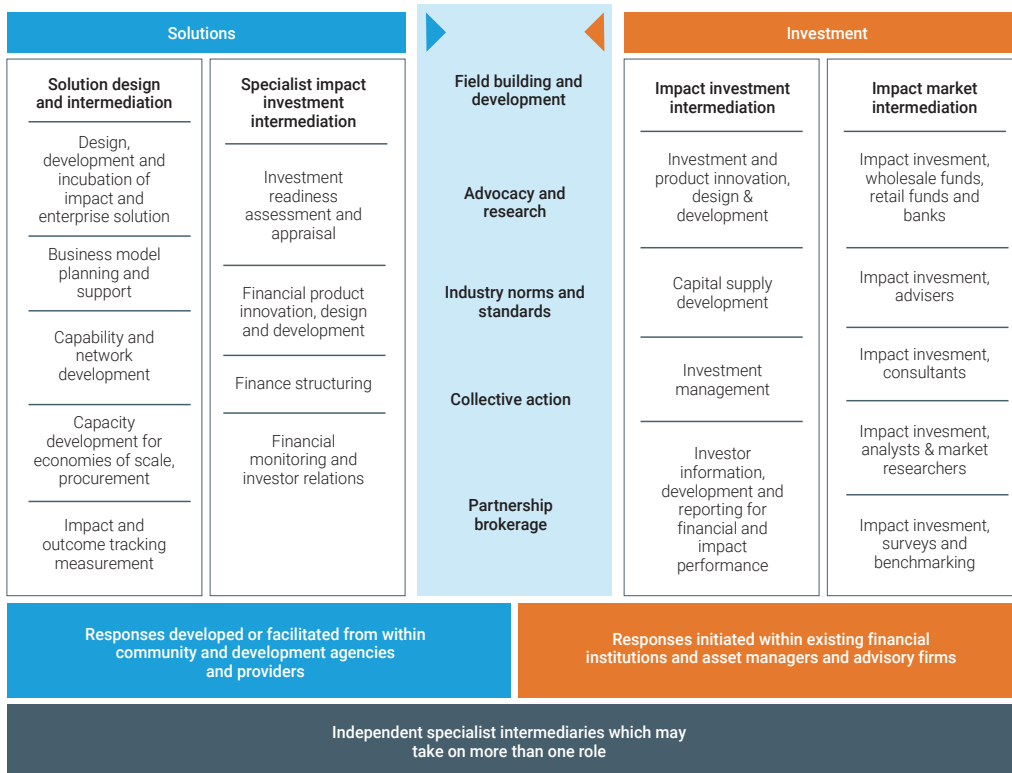 Solutions
Solution design
and intermediation
Design,
development and
incubation of
impact and
enterprise solution
Business model
planning and
support
Capability and
network
development
Capacity
development for
economies of scale,
procurement
Impact and
outcome tracking
measurement
Specialist impact
investment
intermediation
Investment
readiness
assessment and
appraisal
Financial product
innovation, design
and development
Finance structuring
Financial
monitoring and
investor relations
Field building and
development
Advocacy and
research
Industry norms and
standards
Collective action
Partnership
brokerage
Investment
Impact investment
intermediation
Investment and
product innovation,
design &
development
Capital supply
development
Investment
management
Investor
information,
development and
reporting for
financial and
impact
performance
Impact market
intermediation
Impact invesment,
wholesale funds,
retail funds and
banks
Impact invesment,
advisers
Impact invesment,
consultants
Impact invesment,
analysts & market
researchers
Impact invesment,
surveys and
benchmarking
Responses developed or facilitated from within
community and development agencies
and providers
Responses initiated within existing financial
institutions and asset managers and advisory firms
Independent specialist intermediaries which may
take on more than one role